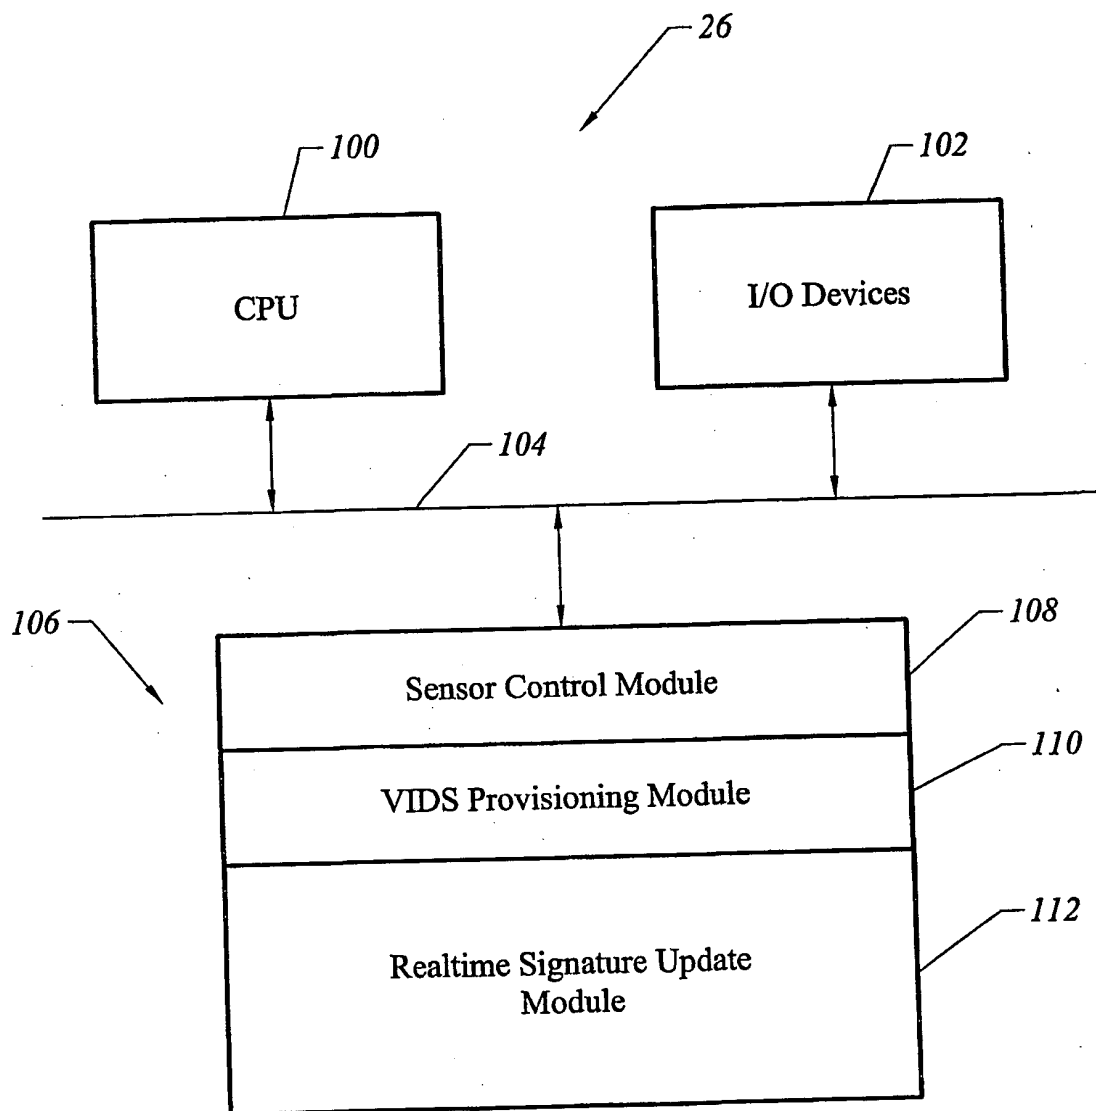 26
100
102
CPU
I/O Devices
104
106
108
Sensor Control Module
110
VIDS Provisioning Module
112
Realtime Signature Update
Module